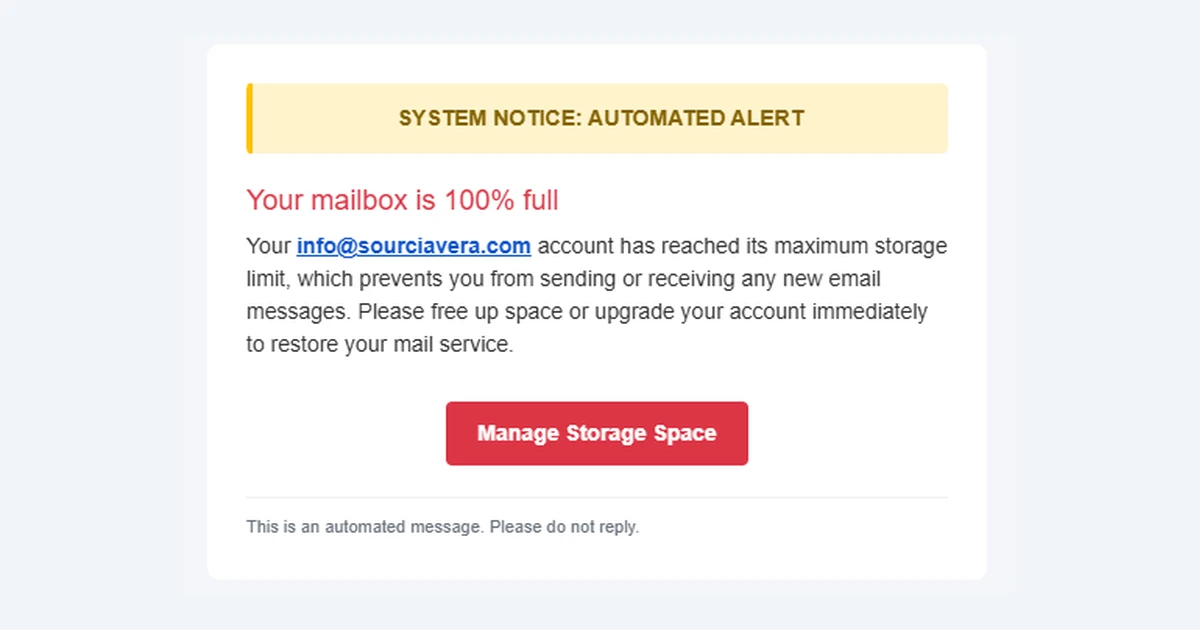 SYSTEM NOTICE: AUTOMATED ALERT
Your mailbox is 100% full
Your info@sourciavera.com account has reached its maximum storage
limit, which prevents you from sending or receiving any new email
messages. Please free up space or upgrade your account immediately
to restore your mail service.
Manage Storage Space
This is an automated message. Please do not reply.